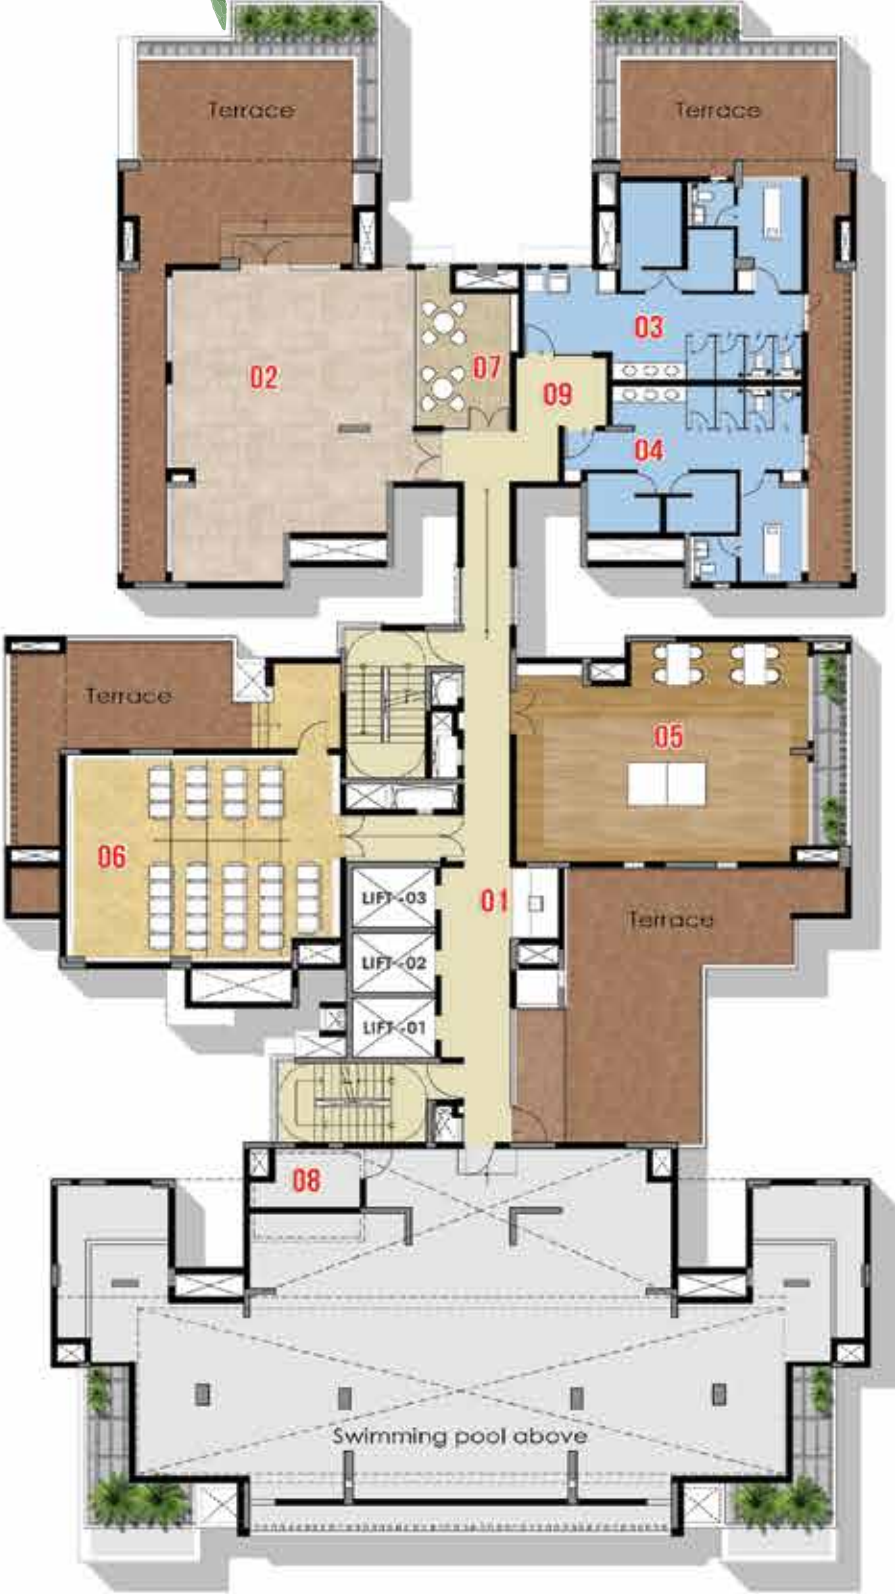 Terrace
Terrace
03
07
02
09
04
Terrace
05
06
LIFT-03
01
Terrace
LIFT-02
LIFT-01
08
Swimming pool above